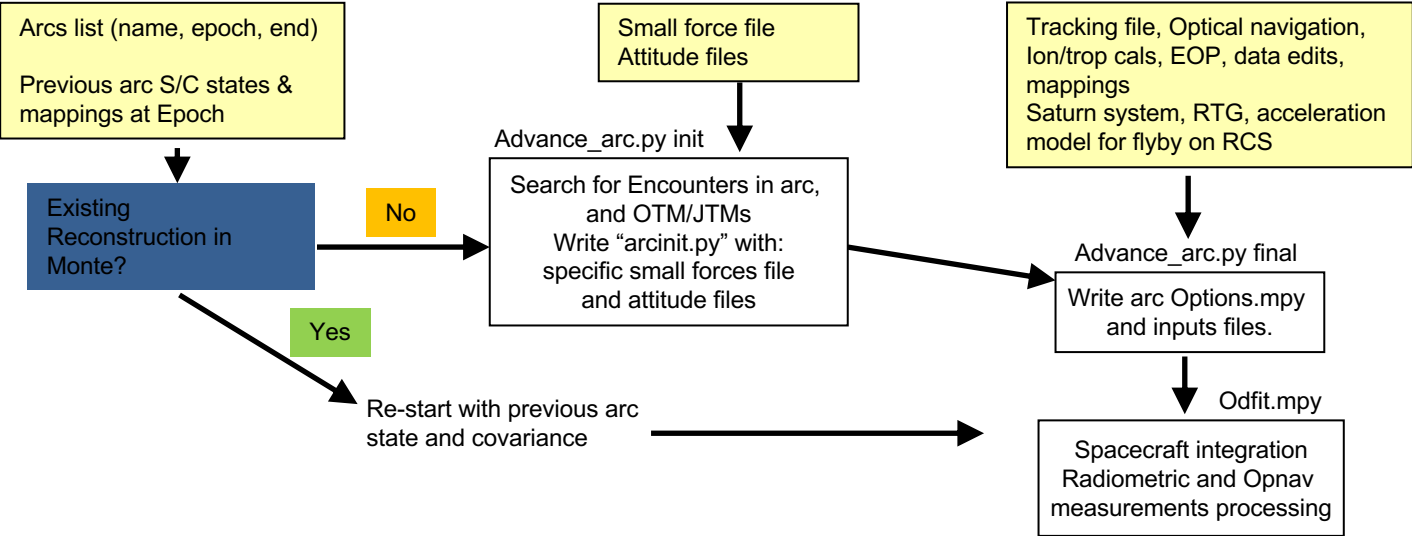 Arcs list (name, epoch, end)
Previous arc S/C states &
mappings at Epoch
Small force file
Attitude files
Tracking file, Optical navigation,
Ion/trop cals, EOP, data edits,
mappings
Saturn system, RTG, acceleration
model for flyby on RCS
Existing
Reconstruction in
Monte?
No
Yes
Advance_arc.py init
Search for Encounters in arc,
and OTM/JTMs
Write “arcinit.py” with:
specific small forces file
and attitude files
Advance_arc.py final
Write arc Options.mpy
and inputs files.
Re-start with previous arc
state and covariance
Odfit.mpy
Spacecraft integration
Radiometric and Opnav
measurements processing